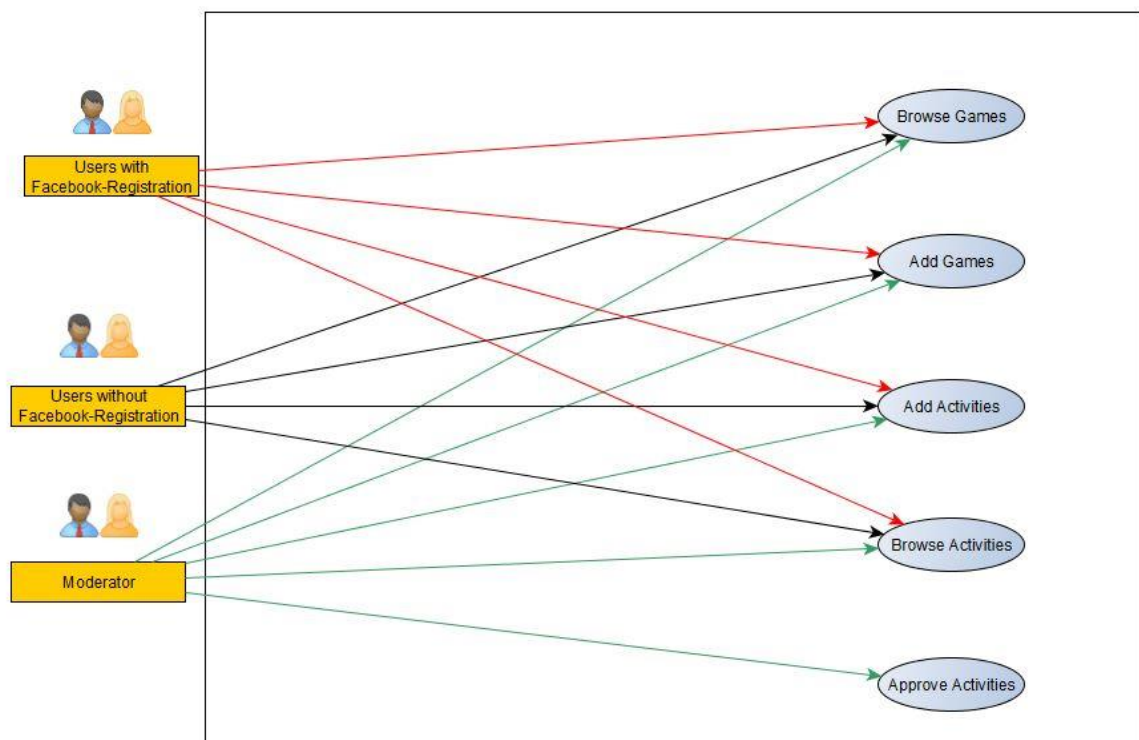 Browse Games
Users with
Facebook-Registration
Add Games
Users without
Facebook-Registration
Add Activities
Browse Activities
Moderator
Approve Activities